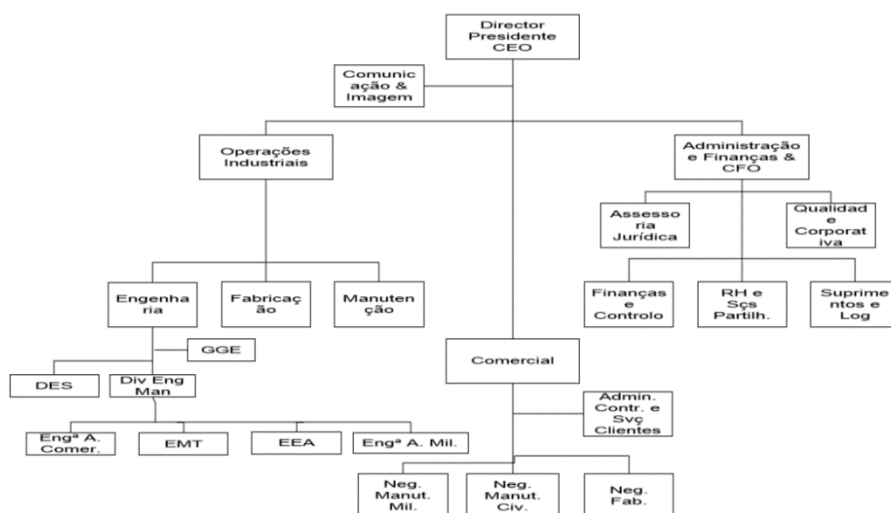 Director
Presidente
CEO
Comunic
ação &
Imagem
Operações
Industriais
Administração
e Finanças &
CFO
Assesso
ria
Jurídica
Qualidad
e
Corporat
iva
Engenha
ria
Fabricaç
ão
Manuten
ção
Finanças
e
Controlo
RH e
Sçs
Partilh.
Suprime
ntos e
Log
GGE
Comercial
DES
Div Eng
Man
Admin.
Contr. e
Svç
Clientes
Engª A.
Comer.
EMT
EEA
Engª A. Mil.
Neg.
Manut.
Mil.
Neg.
Manut.
Civ.
Neg.
Fab.